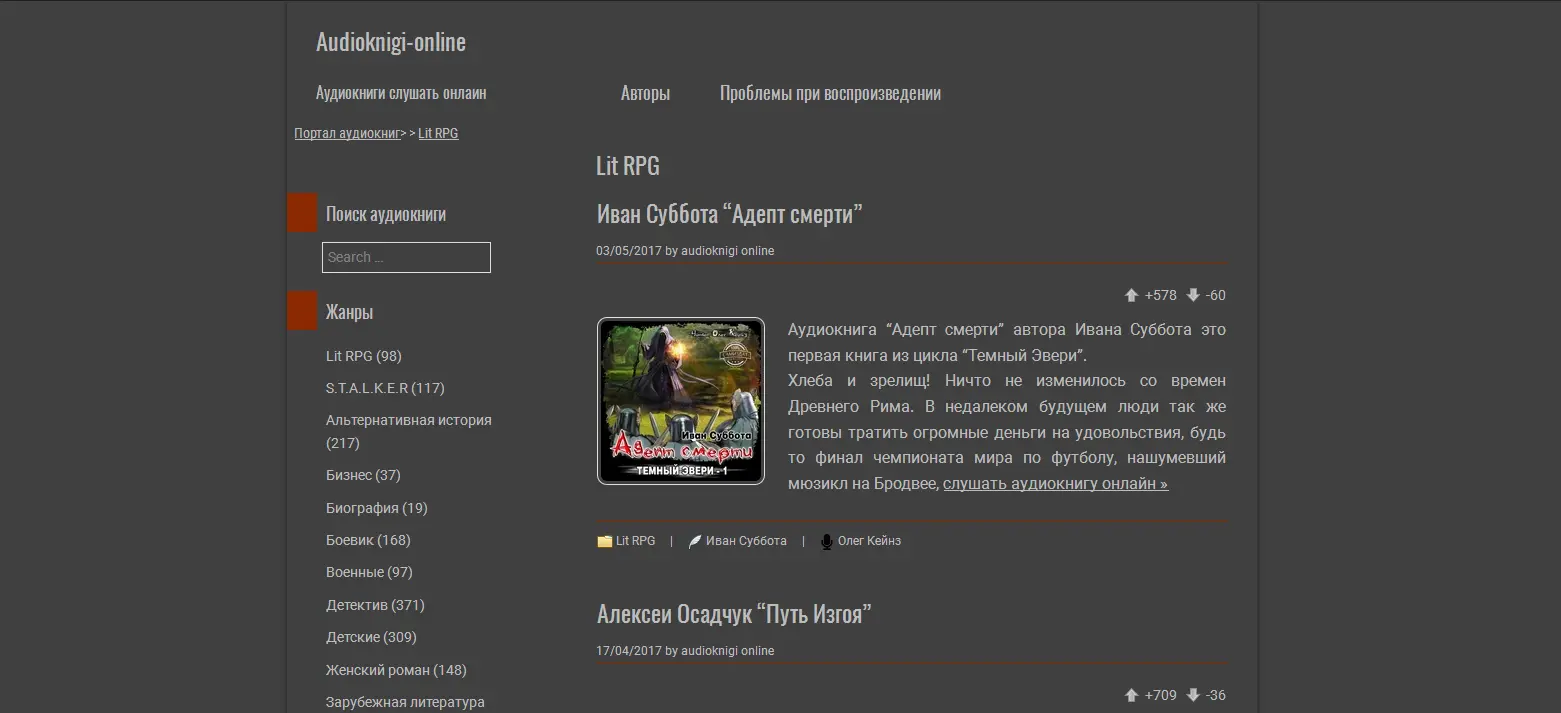 Audioknigi-online
Аудиокниги слушать онлаин
Авторы
Проблемы при воспроизведении
Портал аудиокниг> > Lit RPG
Поиск аудиокниги
Search ...
Жанры
Lit RPG (98)
S.T.A.L.K.E.R (117)
Альтернативная история
(217)
Бизнес (37)
Биография (19)
Боевик (168)
Военные (97)
Детектив (371)
Детские (309)
Женский роман (148)
Зарубежная литература
Lit RPG
Иван Суббота “Адепт смерти”
03/05/2017 by audioknigi online
+578 -60
Иван Суббота
Адепт смерти
ТЕМНЫЙ ЭВЕРИ - 1
Аудиокнига “Адепт смерти” автора Ивана Суббота это
первая книга из цикла “Темный Эвери”.
Хлеба и зрелищ! Ничто не изменилось со времен
Древнего Рима. В недалеком будущем люди так же
готовы тратить огромные деньги на удовольствия, будь
то финал чемпионата мира по футболу, нашумевший
мюзикл на Бродвее, слушать аудиокнигу онлайн »
Lit RPG | Иван Суббота | Олег Кейнз
Алексеи Осадчук “Путь Изгоя”
17/04/2017 by audioknigi online
+709 -36